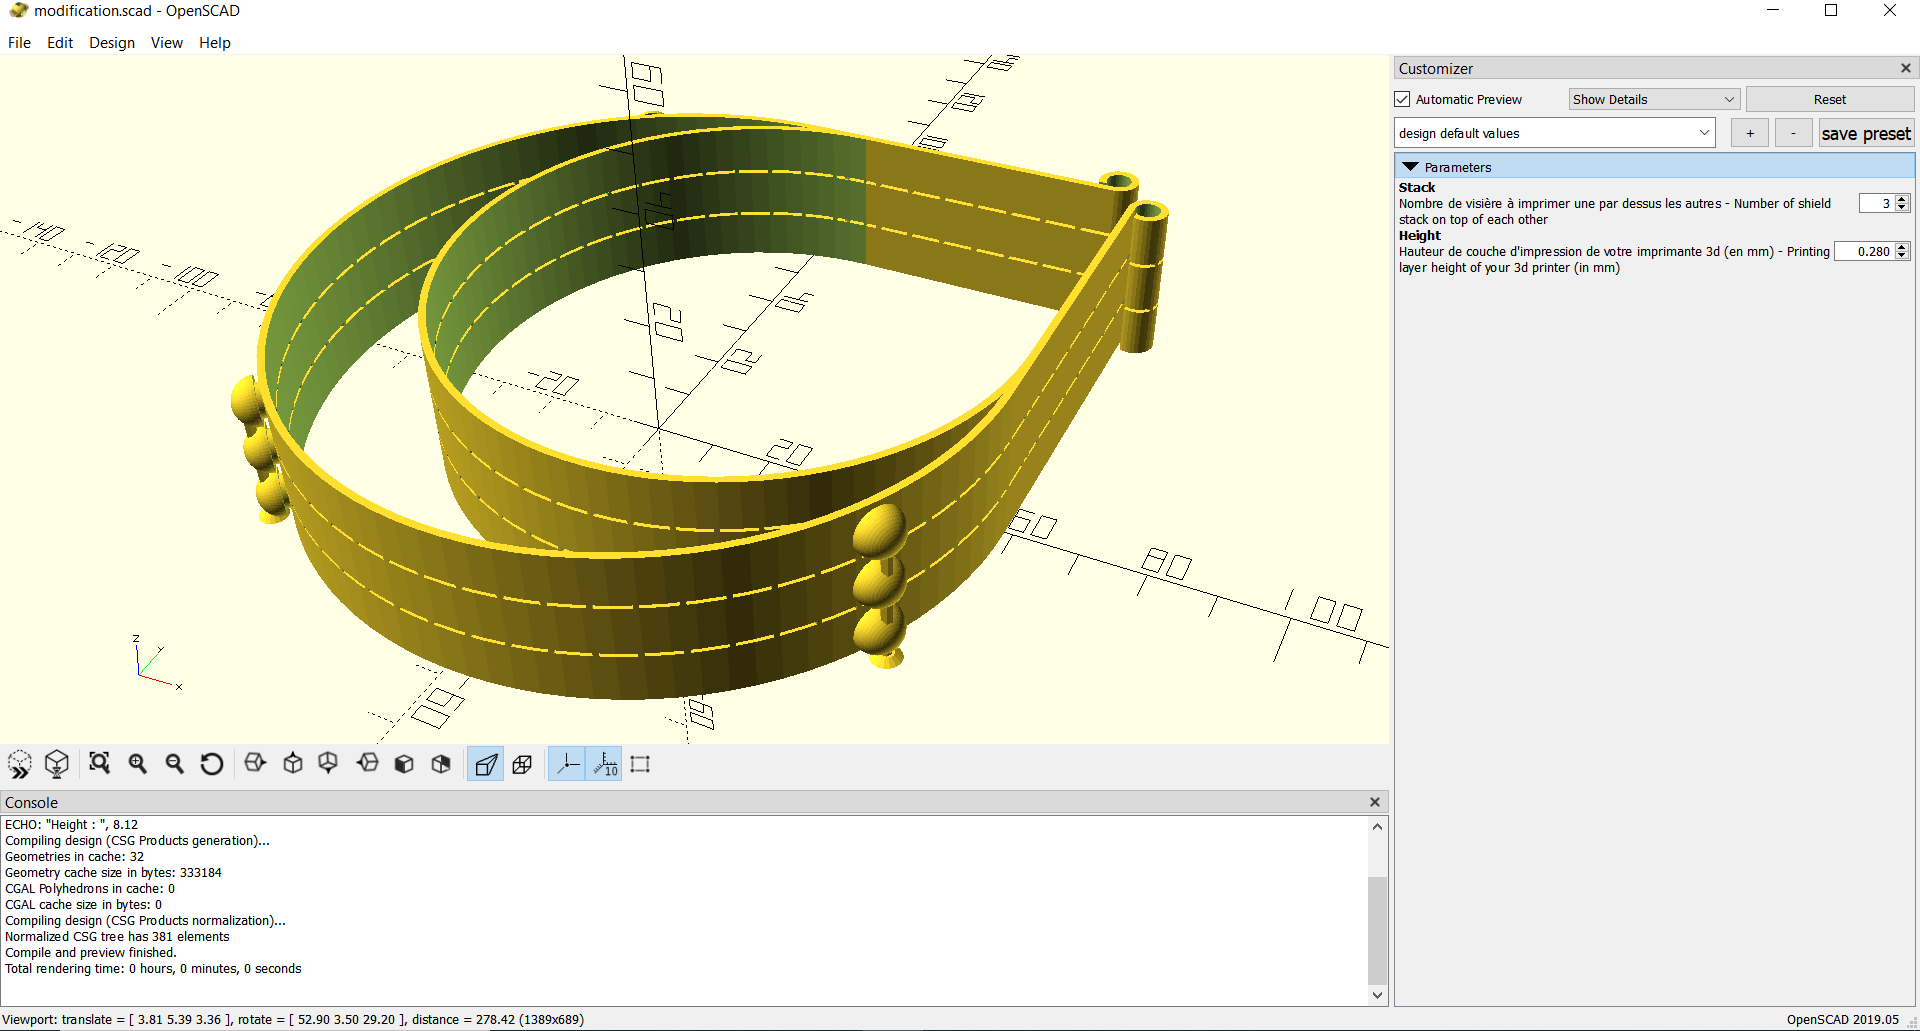 modification.scad - OpenSCAD
File Edit Design View Help
Customizer
Automatic Preview Show Details Reset
design default values + - save preset
Parameters
Stack
Nombre de visière à imprimer une par dessus les autres - Number of shield 3
stack on top of each other
Height
Hauteur de couche d'impression de votre imprimante 3d (en mm) - Printing 0.280
layer height of your 3d printer (in mm)
20
40
20
40
20
20
60
80
100
10
Console
ECHO: "Height : ", 8.12
Compiling design (CSG Products generation)...
Geometries in cache: 32
Geometry cache size in bytes: 333184
CGAL Polyhedrons in cache: 0
CGAL cache size in bytes: 0
Compiling design (CSG Products normalization)...
Normalized CSG tree has 381 elements
Compile and preview finished.
Total rendering time: 0 hours, 0 minutes, 0 seconds
Viewport: translate = [ 3.81 5.39 3.36 ], rotate = [ 52.90 3.50 29.20 ], distance = 278.42 (1389x689)
OpenSCAD 2019.05